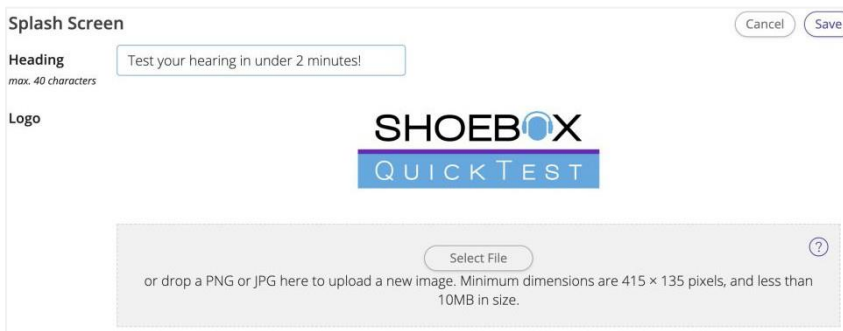 Splash Screen
Cancel
Save
Heading
Test your hearing in under 2 minutes!
max. 40 characters
Logo
SHOEBOX
QUICKTEST
?
Select File
or drop a PNG or JPG here to upload a new image. Minimum dimensions are 415 × 135 pixels, and less than
10MB in size.